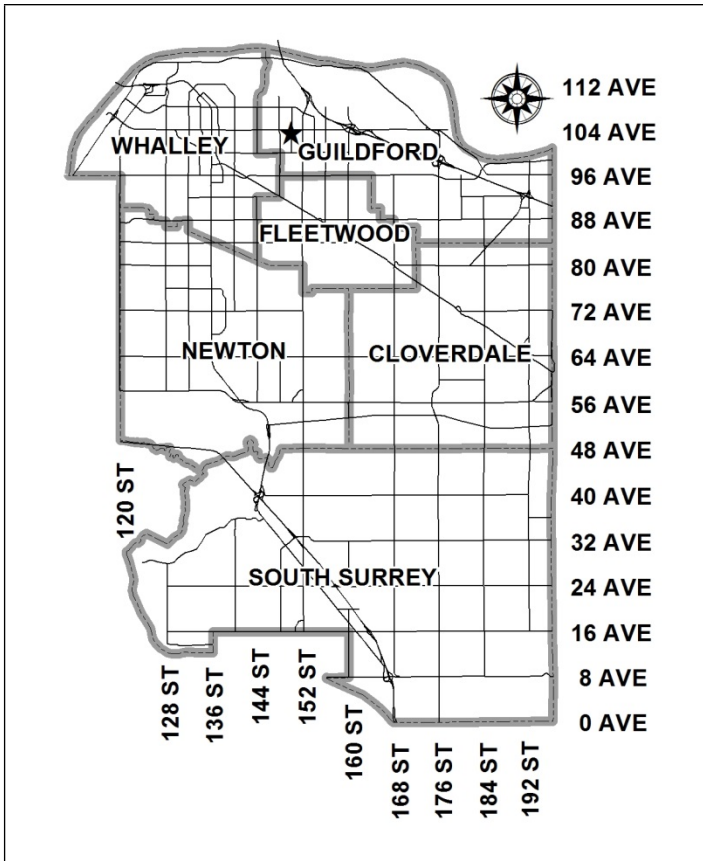 112 AVE
104 AVE
WHALLEY
GUILDFORD
96 AVE
88 AVE
FLEETWOOD
80 AVE
72 AVE
NEWTON
CLOVERDALE
64 AVE
56 AVE
48 AVE
120 ST
40 AVE
32 AVE
SOUTH SURREY
24 AVE
16 AVE
128 ST
136 ST
144 ST
152 ST
160 ST
8 AVE
0 AVE
168 ST
176 ST
184 ST
192 ST